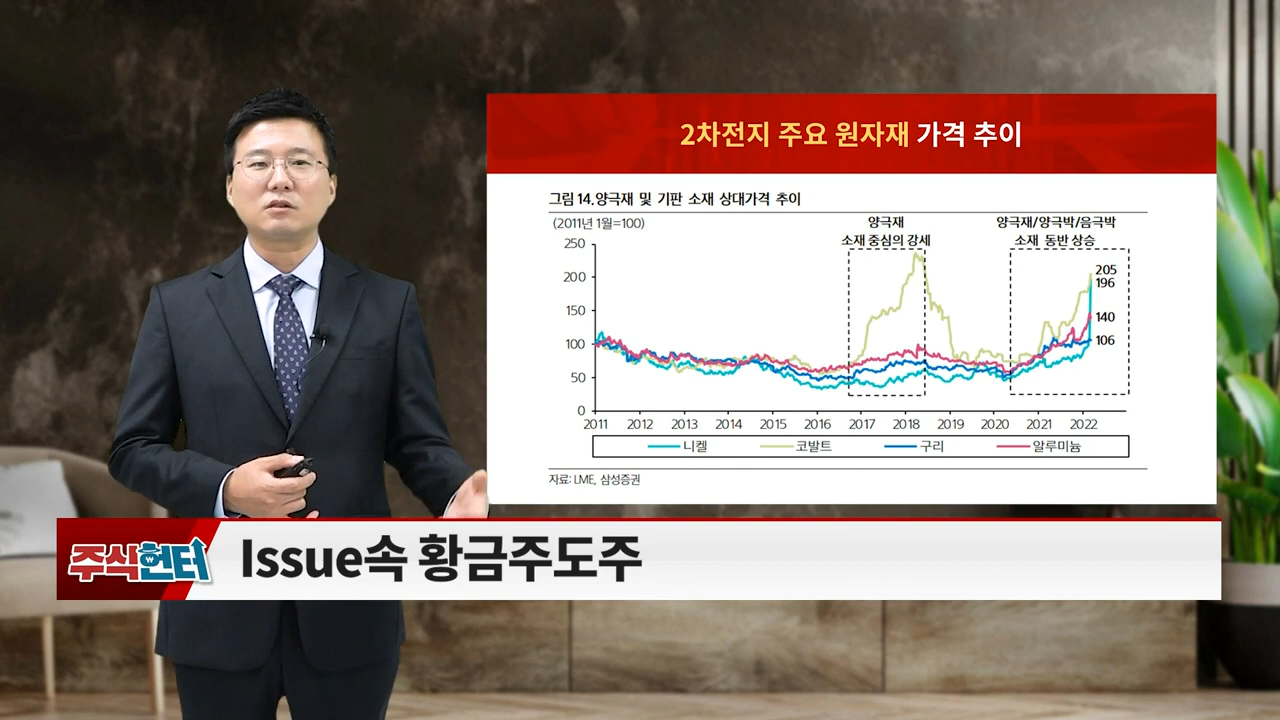 2차전지 주요 원자재 가격 추이
그림 14. 양극재 및 기판 소재 상대가격 추이
(2011년 1월=100)
양극재
소재 중심의 강세
양극재/양극박/음극박
소재 동반 상승
250
200
150
100
50
0
205
196
140
106
2011 2012 2013 2014 2015 2016 2017 2018 2019 2020 2021 2022
니켈 코발트 구리 알루미늄
자료: LME, 삼성증권
주식헌터
Issue속 황금주도주